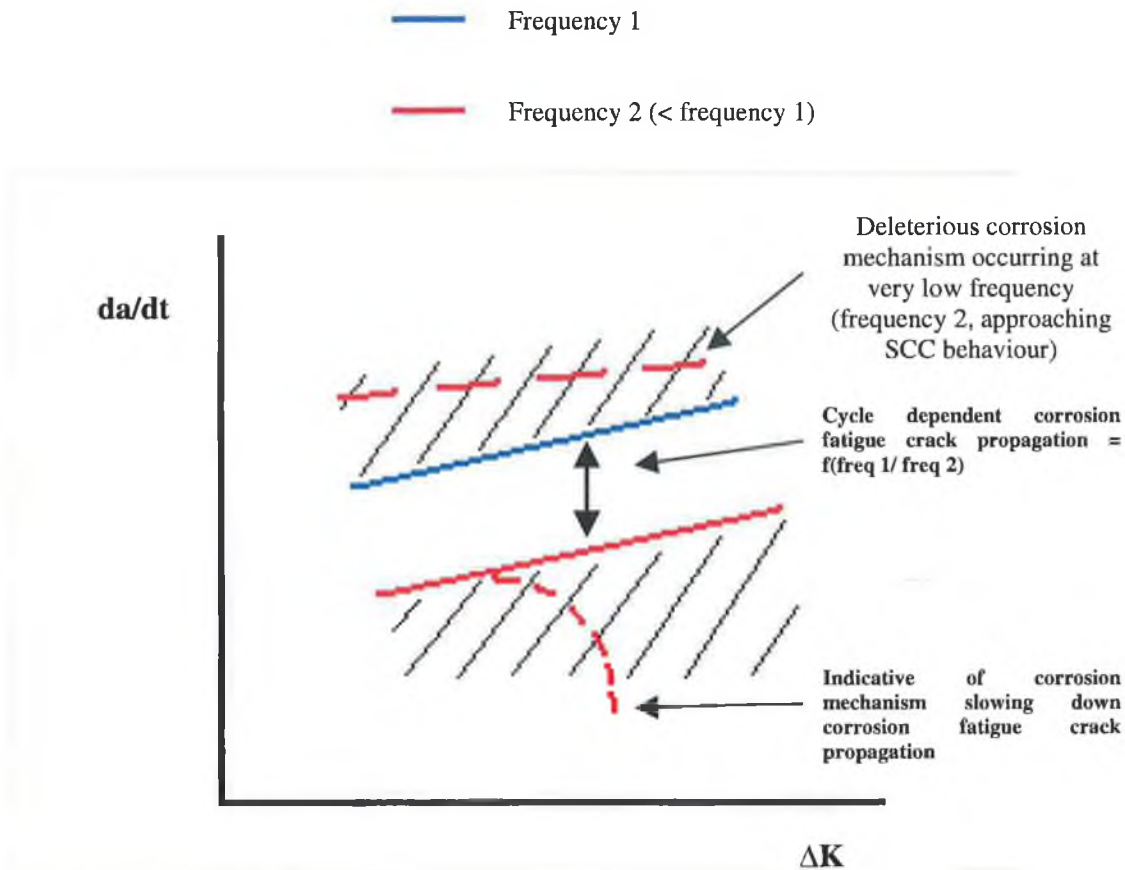 Frequency 1
Frequency 2 (< frequency 1)
Deleterious corrosion
mechanism occurring at
very low frequency
(frequency 2, approaching
SCC behaviour)
da/dt
Cycle dependent corrosion
fatigue crack propagation =
f(freq 1/ freq 2)
Indicative of corrosion
mechanism slowing down
corrosion fatigue crack
propagation
ΔK